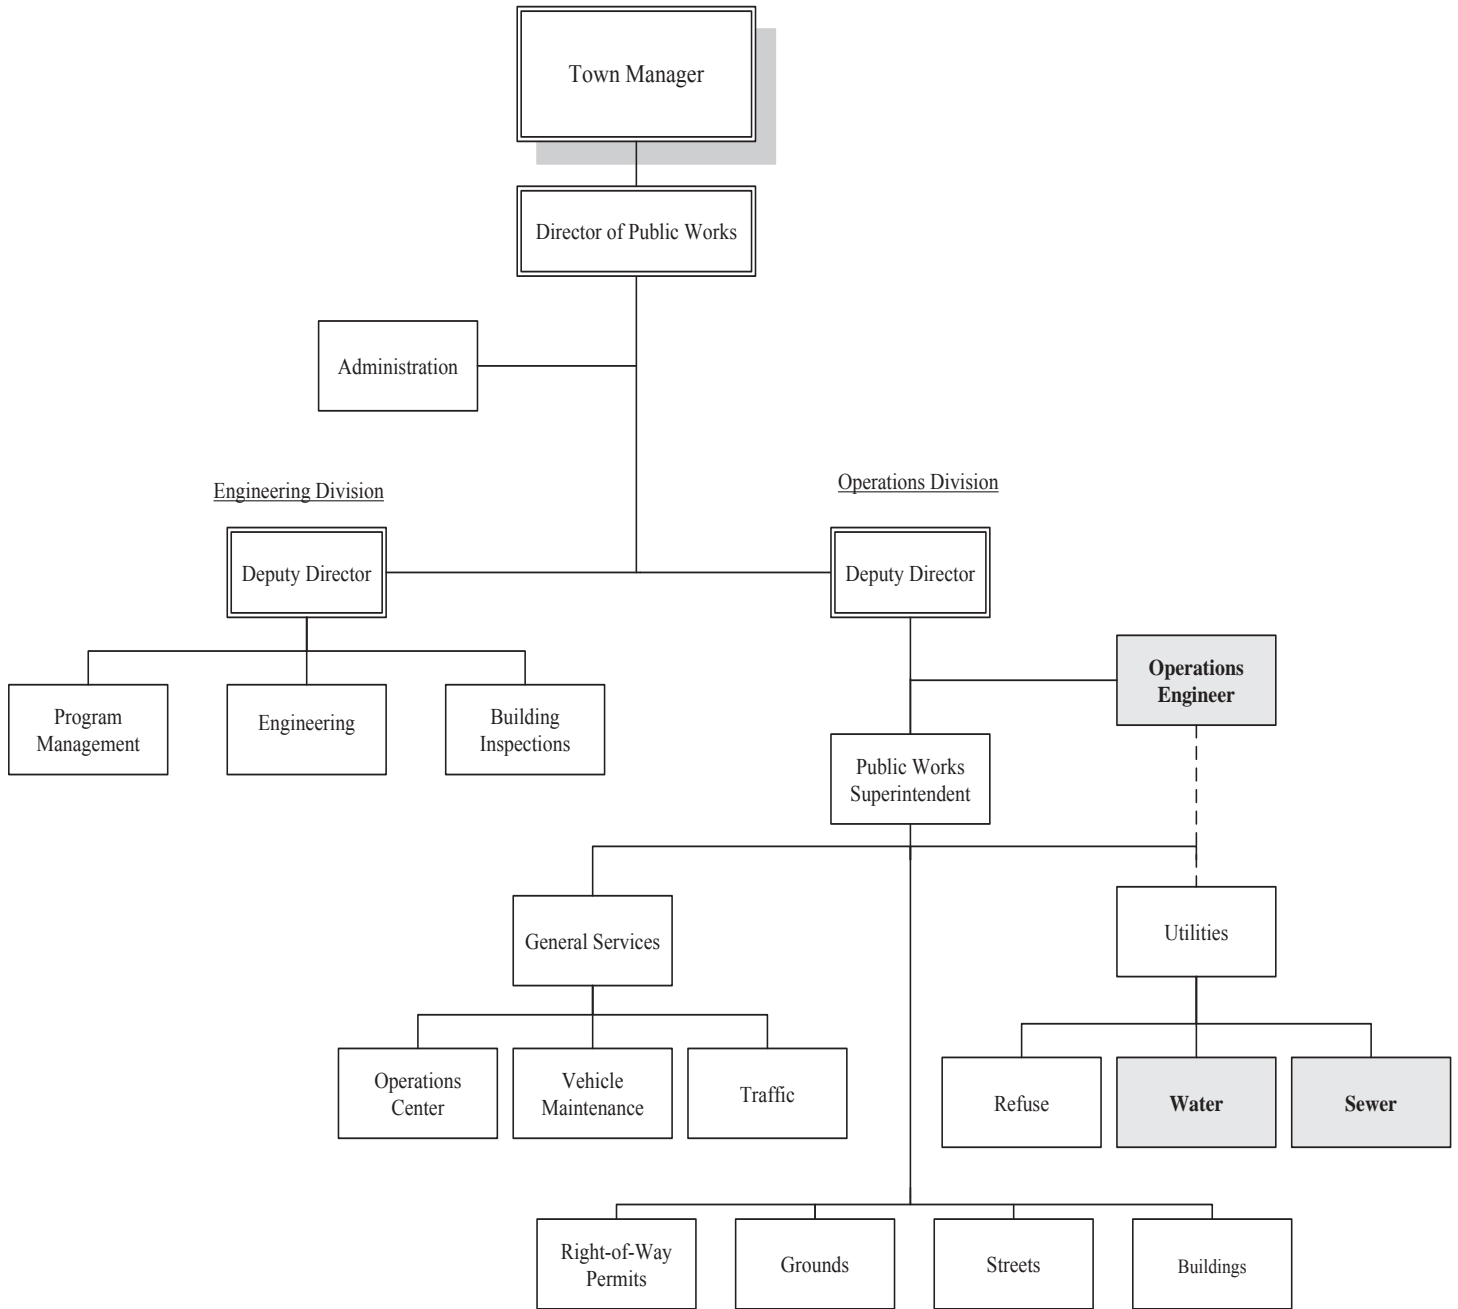 Town Manager
Director of Public Works
Administration
Engineering Division
Operations Division
Deputy Director
Deputy Director
Operations
Engineer
Program
Management
Engineering
Building
Inspections
Public Works
Superintendent
General Services
Utilities
Operations
Center
Vehicle
Maintenance
Traffic
Refuse
Water
Sewer
Right-of-Way
Permits
Grounds
Streets
Buildings